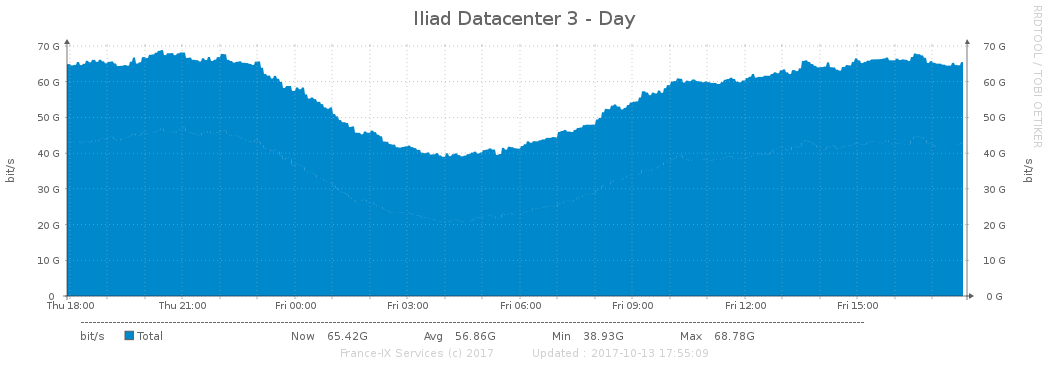 Iliad Datacenter 3 - Day
RRDTOOL / TOBI OETIKER
70 G 70 G
60 G 60 G
50 G 50 G
40 G 40 G
30 G 30 G
20 G 20 G
10 G 10 G
0 0 G
bit/s bit/s
Thu 18:00 Thu 21:00 Fri 00:00 Fri 03:00 Fri 06:00 Fri 09:00 Fri 12:00 Fri 15:00
bit/s Total Now 65.42G Avg 56.86G Min 38.93G Max 68.78G
France-IX Services (c) 2017 Updated : 2017-10-13 17:55:09